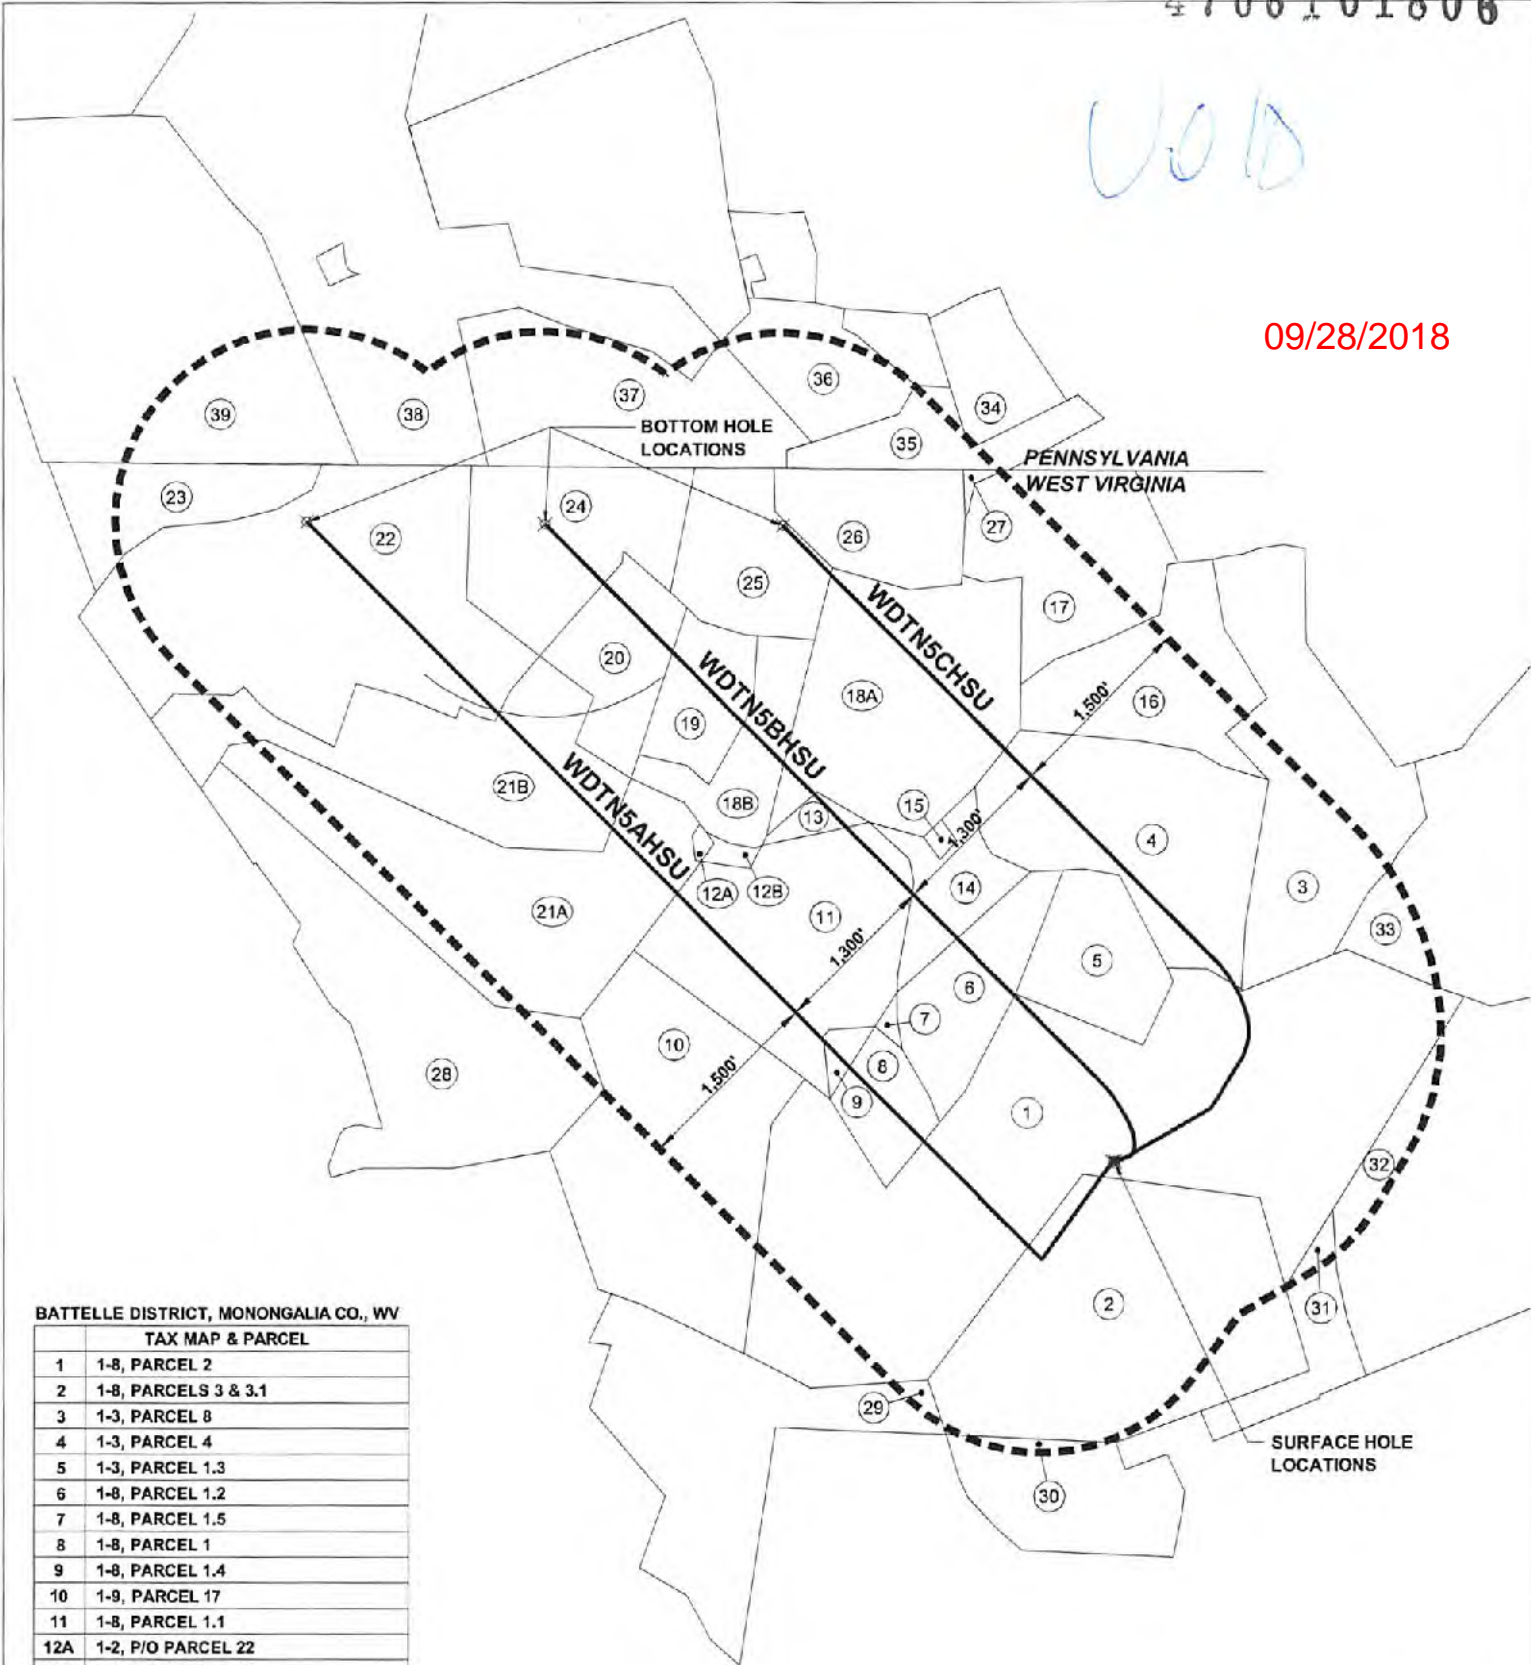 4706101806
VOID
09/28/2018
36
39
38
37
34
BOTTOM HOLE
LOCATIONS
35
PENNSYLVANIA
WEST VIRGINIA
23
24
22
26
27
25
17
WDTN5CHSU
20
WDTN5BHSU
18A
16
1,500'
19
WDTN5AHSU
21B
18B
13
15
1,300'
4
12A
12B
14
3
21A
11
33
1,300'
5
6
7
10
8
28
1,500'
9
1
32
2
31
29
SURFACE HOLE
LOCATIONS
30
BATTELLE DISTRICT, MONONGALIA CO., WV
TAX MAP & PARCEL
1 1-8, PARCEL 2
2 1-8, PARCELS 3 & 3.1
3 1-3, PARCEL 8
4 1-3, PARCEL 4
5 1-3, PARCEL 1.3
6 1-8, PARCEL 1.2
7 1-8, PARCEL 1.5
8 1-8, PARCEL 1
9 1-8, PARCEL 1.4
10 1-9, PARCEL 17
11 1-8, PARCEL 1.1
12A 1-2, P/O PARCEL 22